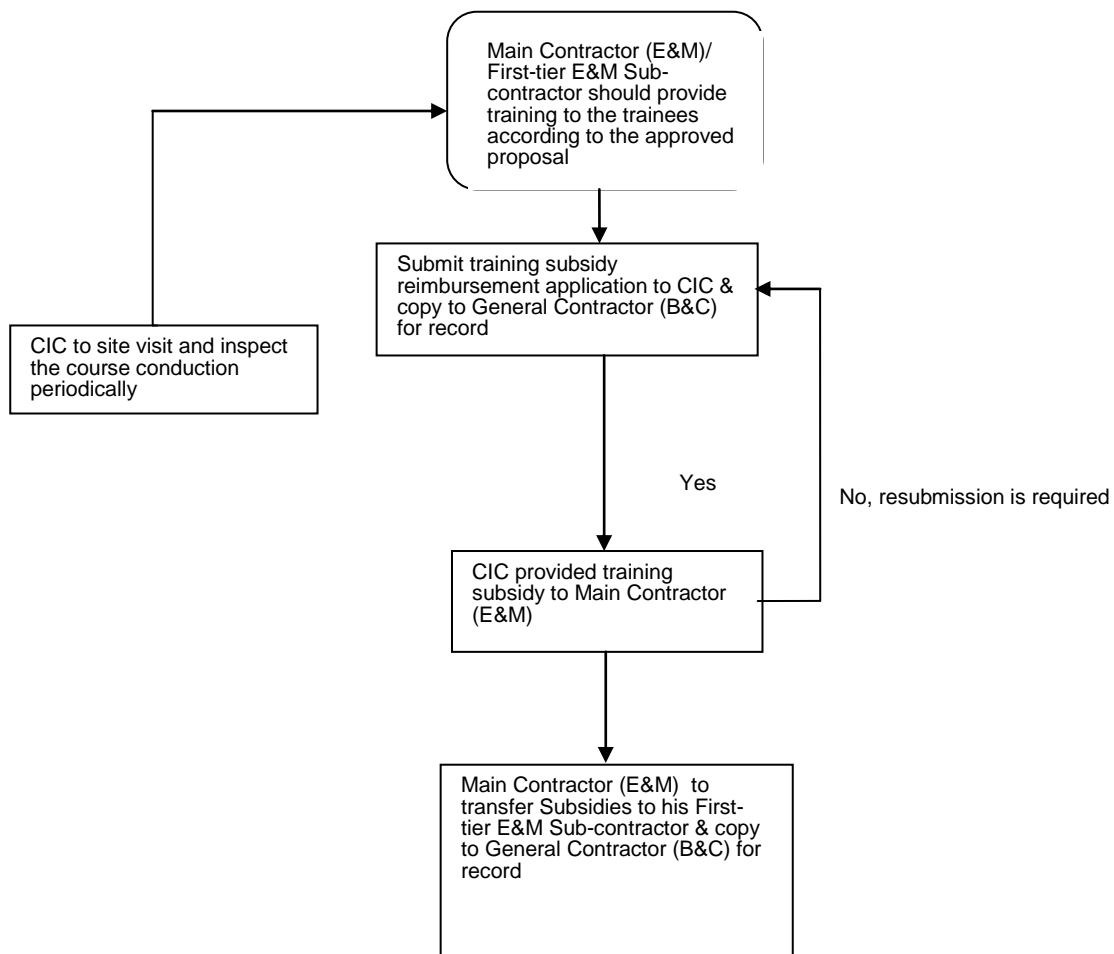 Main Contractor (E&M)/
First-tier E&M Sub-
contractor should provide
training to the trainees
according to the approved
proposal
Submit training subsidy
reimbursement application to CIC &
copy to General Contractor (B&C)
for record
CIC to site visit and inspect
the course conduction
periodically
Yes
No, resubmission is required
CIC provided training
subsidy to Main Contractor
(E&M)
Main Contractor (E&M) to
transfer Subsidies to his First-
tier E&M Sub-contractor & copy
to General Contractor (B&C) for
record